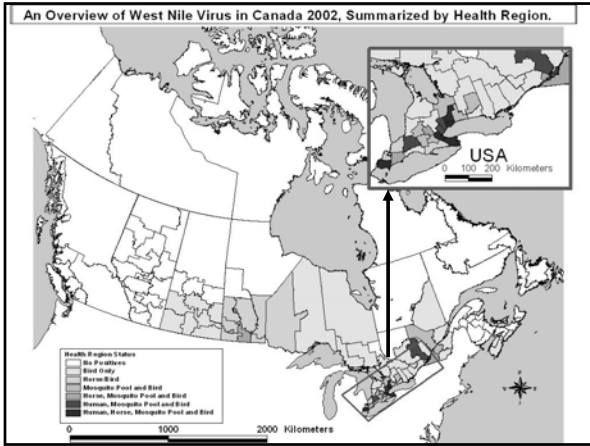 An Overview of West Nile Virus in Canada 2002, Summarized by Health Region.
USA
0 100 200 Kilometers
Health Region Status
No Positives
Bird Only
Horse/Bird
Mosquito Pool and Bird
Horse, Mosquito Pool and Bird
Human, Mosquito Pool and Bird
Human, Horse, Mosquito Pool and Bird
0 1000 2000 Kilometers